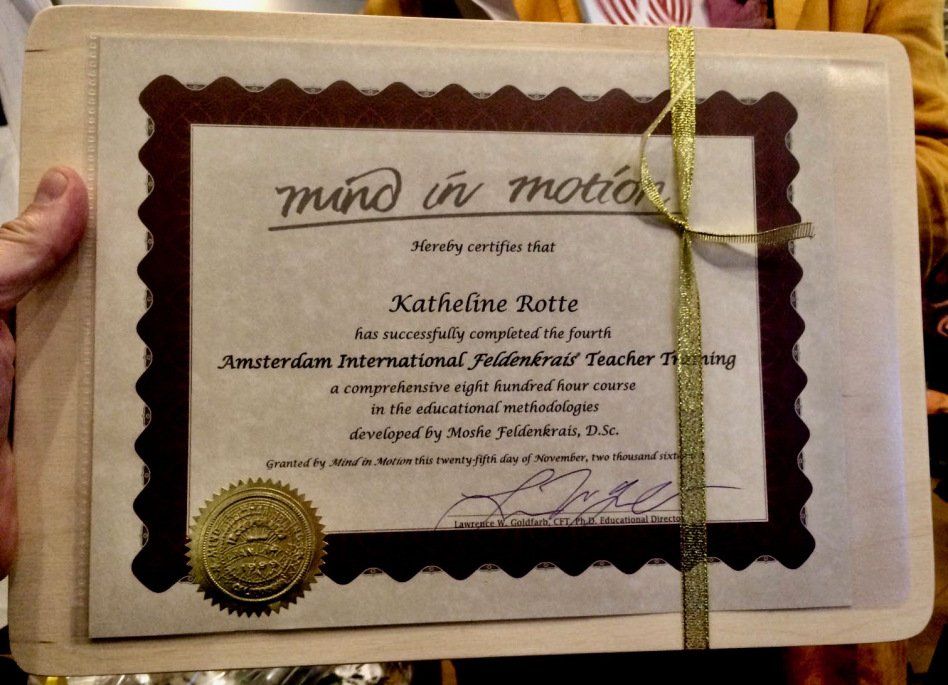 mind in motion
Hereby certifies that
Katheline Rotte
has successfully completed the fourth
Amsterdam International Feldenkrais® Teacher Training
a comprehensive eight hundred hour course
in the educational methodologies
developed by Moshe Feldenkrais, D.Sc.
Granted by Mind in Motion this twenty-fifth day of November, two thousand
Lawrence W. Goldfarb, CFT, Ph.D. Educational Director